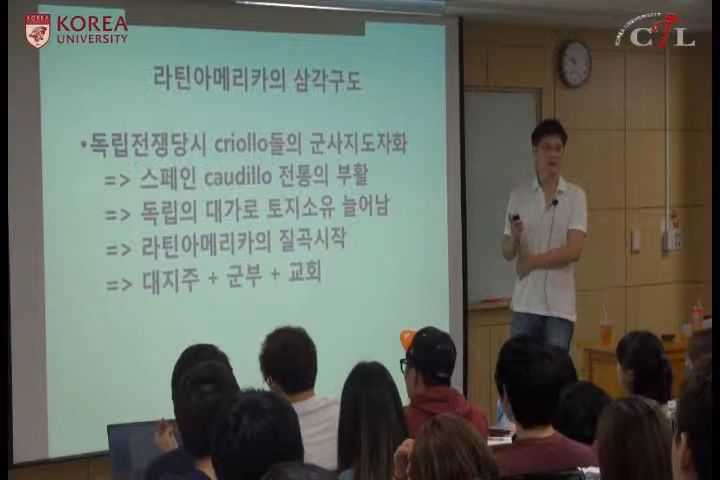 KOREA
UNIVERSITY
KOREA UNIVERSITY
CTL
라틴아메리카의 삼각구도
•독립전쟁당시 criollo들의 군사지도자화
=> 스페인 caudillo 전통의 부활
=> 독립의 대가로 토지소유 늘어남
=> 라틴아메리카의 질곡시작
=> 대지주 + 군부 + 교회